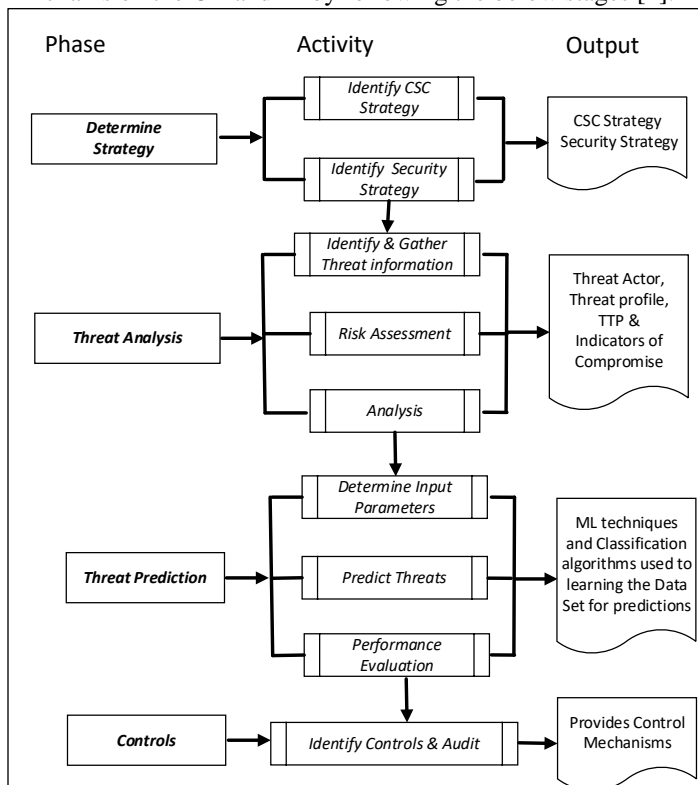 Phase
Activity
Output
Determine
Strategy
Identify CSC
Strategy
Identify Security
Strategy
CSC Strategy
Security Strategy
Threat Analysis
Identify & Gather
Threat information
Risk Assessment
Analysis
Threat Actor,
Threat profile,
TTP &
Indicators of
Compromise
Threat Prediction
Determine Input
Parameters
Predict Threats
Performance
Evaluation
ML techniques
and Classification
algorithms used to
learning the Data
Set for predictions
Controls
Identify Controls & Audit
Provides Control
Mechanisms